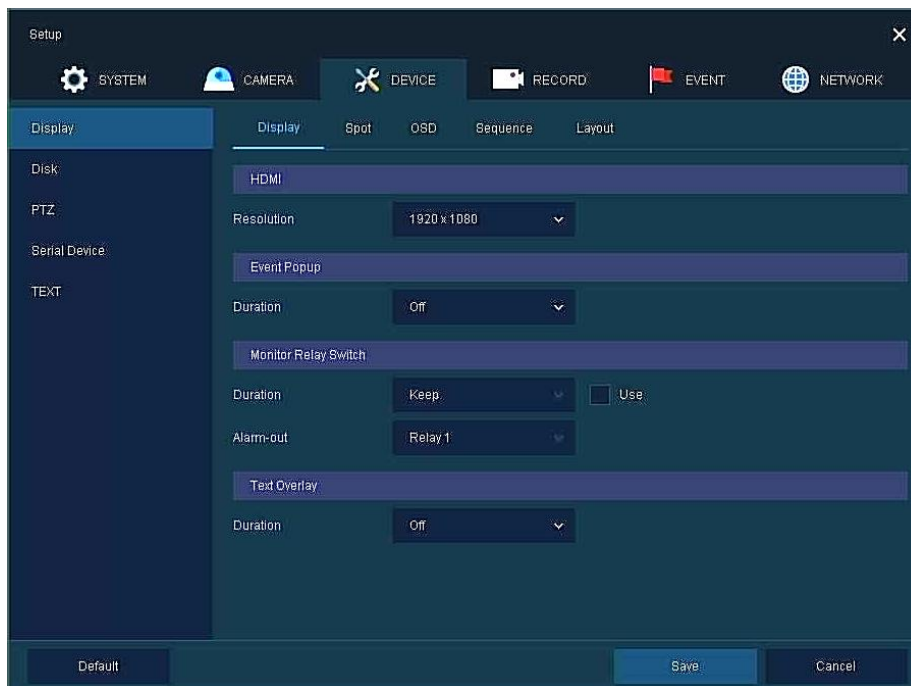 Setup
SYSTEM CAMERA DEVICE RECORD EVENT NETWORK
Display
Disk
PTZ
Serial Device
TEXT
Display Spot OSD Sequence Layout
HDMI
Resolution 1920 x 1080
Event Popup
Duration Off
Monitor Relay Switch
Duration Keep Use
Alarm-out Relay 1
Text Overlay
Duration Off
Default Save Cancel